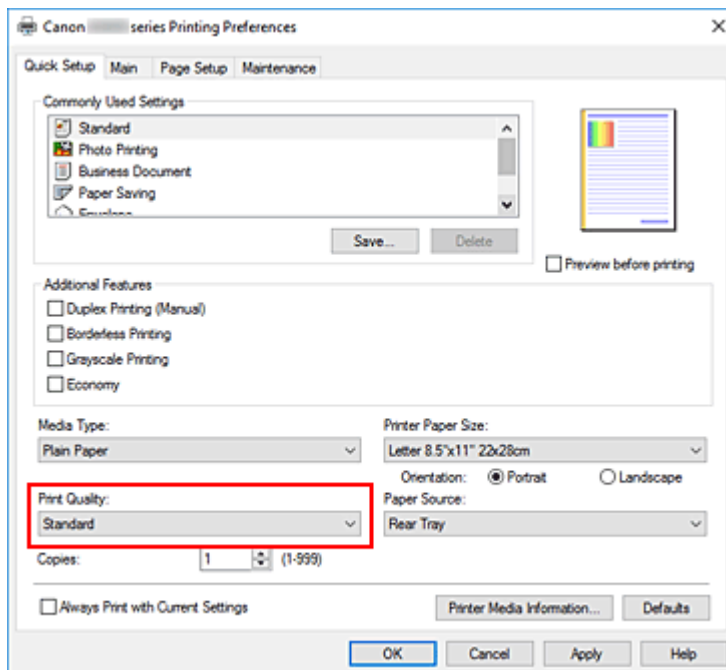 Canon series Printing Preferences
Quick Setup Main Page Setup Maintenance
Commonly Used Settings
Standard
Photo Printing
Business Document
Paper Saving
Envelope
Save... Delete
Preview before printing
Additional Features
Duplex Printing (Manual)
Borderless Printing
Grayscale Printing
Economy
Media Type:
Plain Paper
Printer Paper Size:
Letter 8.5"x11" 22x28cm
Orientation: Portrait Landscape
Print Quality:
Standard
Paper Source:
Rear Tray
Copies: 1 (1-999)
Always Print with Current Settings
Printer Media Information... Defaults
OK Cancel Apply Help